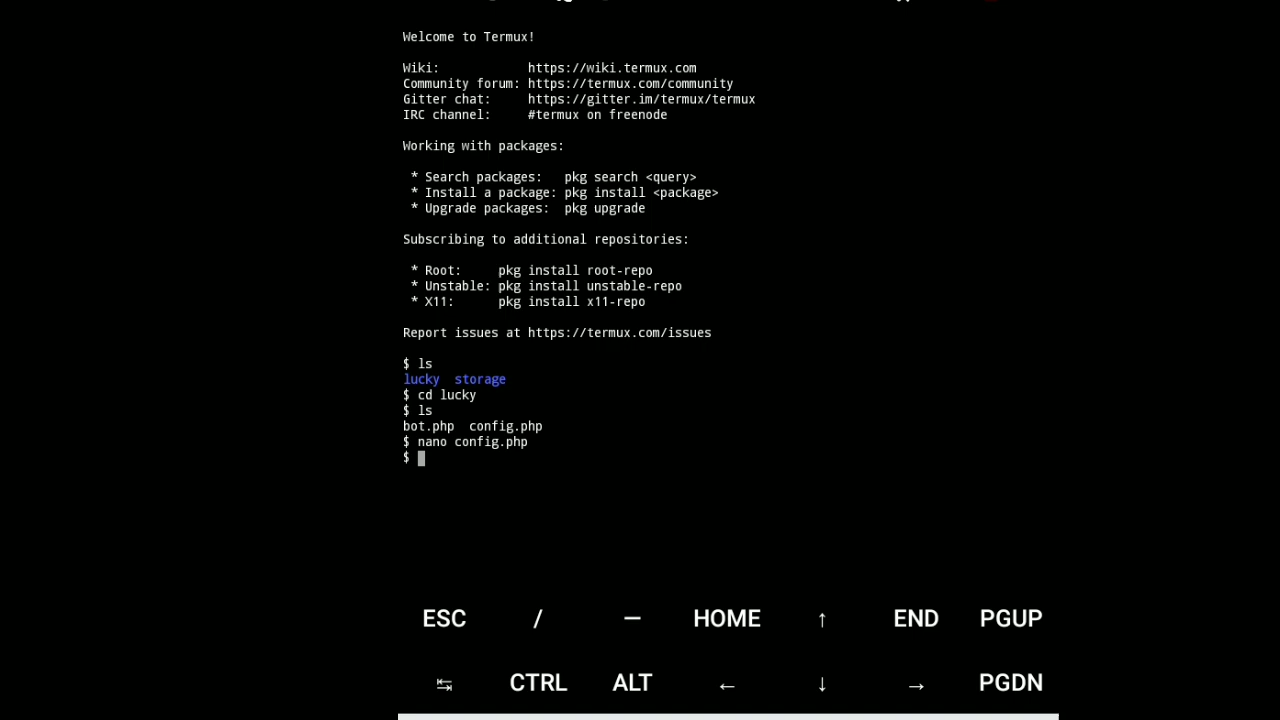 Welcome to Termux!
Wiki: https://wiki.termux.com
Community forum: https://termux.com/community
Gitter chat: https://gitter.im/termux/termux
IRC channel: #termux on freenode
Working with packages:
* Search packages: pkg search <query>
* Install a package: pkg install <package>
* Upgrade packages: pkg upgrade
Subscribing to additional repositories:
* Root: pkg install root-repo
* Unstable: pkg install unstable-repo
* X11: pkg install x11-repo
Report issues at https://termux.com/issues
$ ls
lucky storage
$ cd lucky
$ ls
bot.php config.php
$ nano config.php
$
ESC / — HOME ↑ END PGUP
↹ CTRL ALT ← ↓ → PGDN